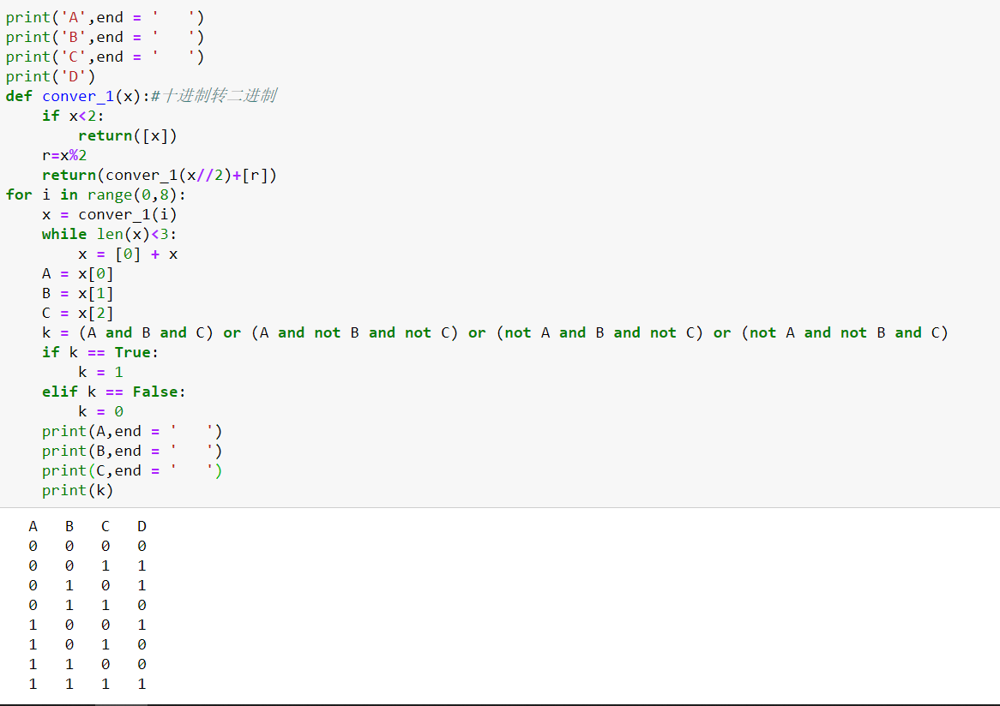 print('A',end = '   ')
print('B',end = '   ')
print('C',end = '   ')
print('D')
def conver_1(x):#十进制转二进制
    if x<2:
        return([x])
    r=x%2
    return(conver_1(x//2)+[r])
for i in range(0,8):
    x = conver_1(i)
    while len(x)<3:
        x = [0] + x
    A = x[0]
    B = x[1]
    C = x[2]
    k = (A and B and C) or (A and not B and not C) or (not A and B and not C) or (not A and not B and C)
    if k == True:
        k = 1
    elif k == False:
        k = 0
    print(A,end = '   ')
    print(B,end = '   ')
    print(C,end = '   ')
    print(k)
A   B   C   D
0   0   0   0
0   0   1   1
0   1   0   1
0   1   1   0
1   0   0   1
1   0   1   0
1   1   0   0
1   1   1   1